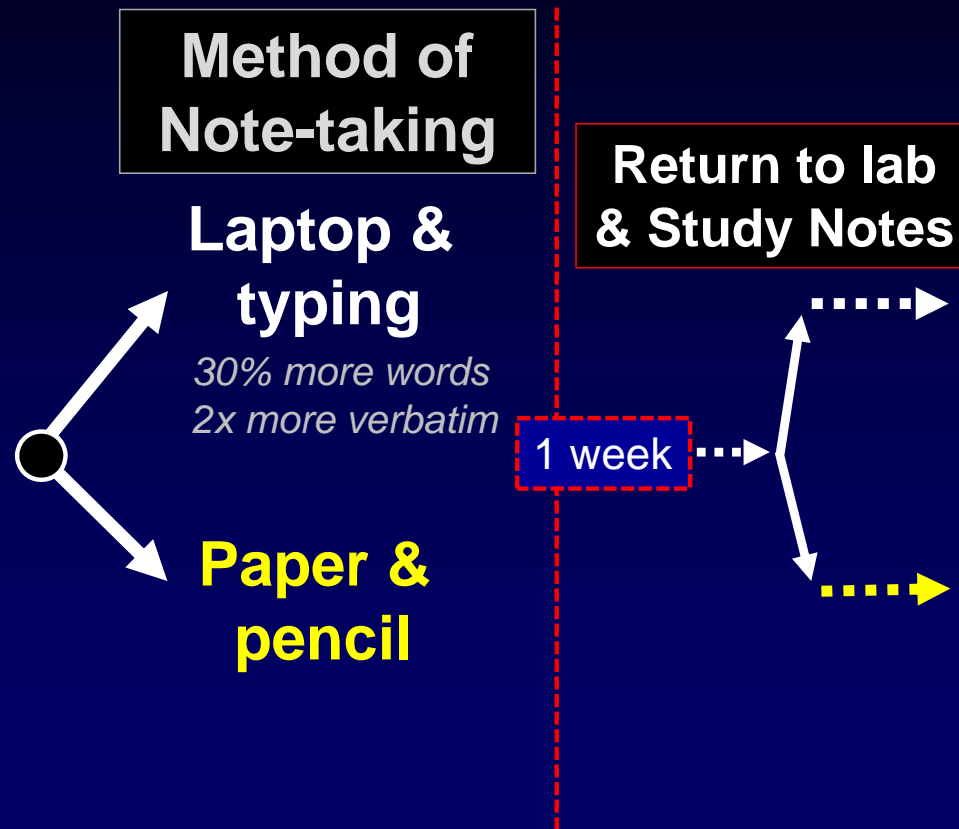 Method of
Note-taking
Laptop &
typing
30% more words
2x more verbatim
Paper &
pencil
1 week
Return to lab
& Study Notes